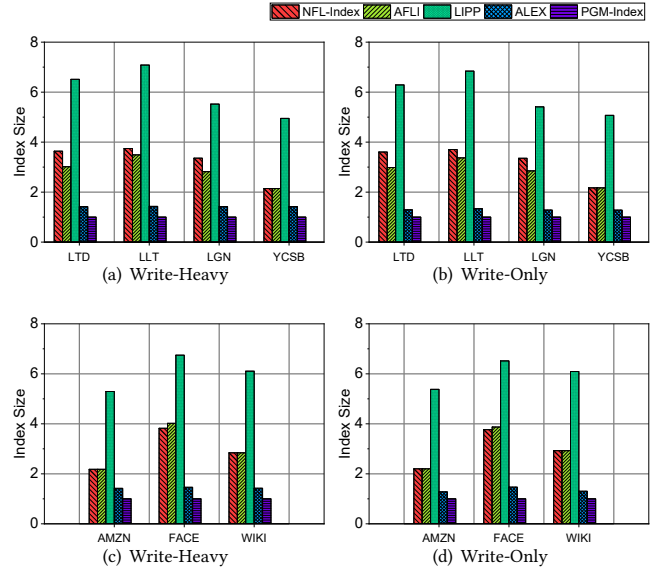 NFL-Index AFLI LIPP ALEX PGM-Index
8
6
4
2
0
Index Size
LTD LLT LGN YCSB
(a) Write-Heavy
8
6
4
2
0
Index Size
LTD LLT LGN YCSB
(b) Write-Only
8
6
4
2
0
Index Size
AMZN FACE WIKI
(c) Write-Heavy
8
6
4
2
0
Index Size
AMZN FACE WIKI
(d) Write-Only